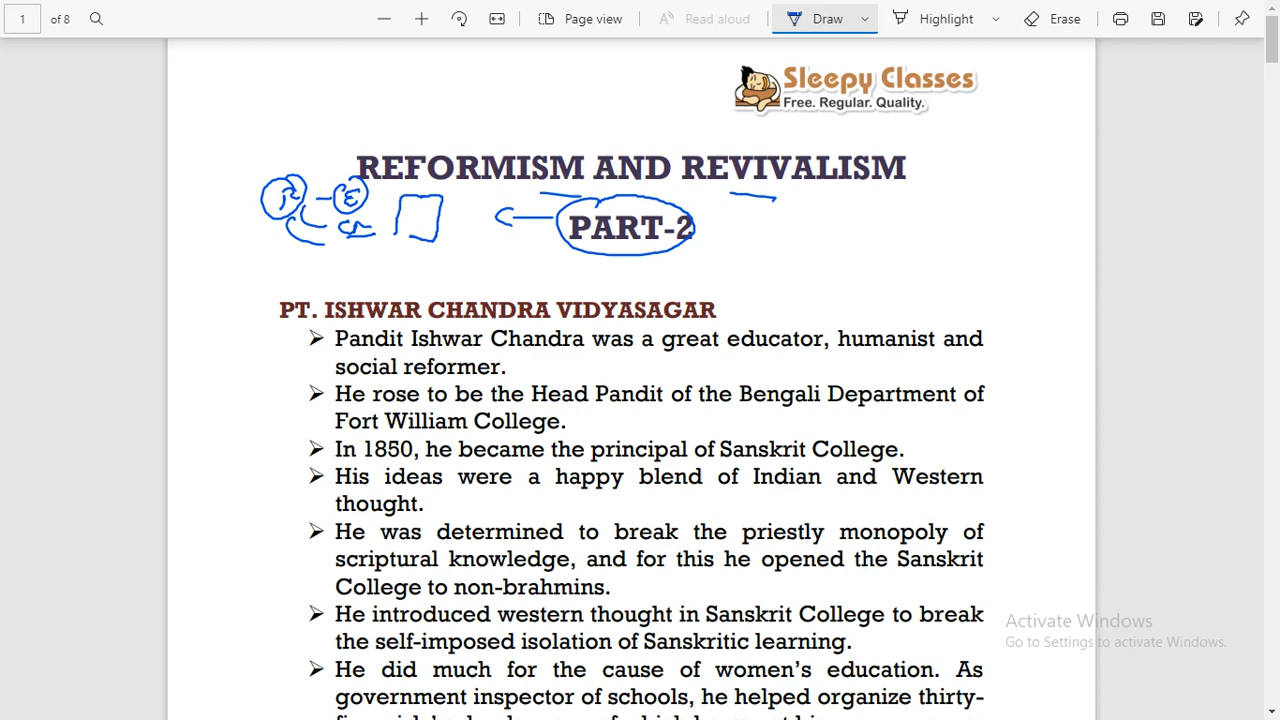 1 of 8 Page view Read aloud Draw Highlight Erase
Sleepy Classes
Free. Regular. Quality.
REFORMISM AND REVIVALISM
PART-2
PT. ISHWAR CHANDRA VIDYASAGAR
➢ Pandit Ishwar Chandra was a great educator, humanist and
social reformer.
➢ He rose to be the Head Pandit of the Bengali Department of
Fort William College.
➢ In 1850, he became the principal of Sanskrit College.
➢ His ideas were a happy blend of Indian and Western
thought.
➢ He was determined to break the priestly monopoly of
scriptural knowledge, and for this he opened the Sanskrit
College to non-brahmins.
➢ He introduced western thought in Sanskrit College to break
the self-imposed isolation of Sanskritic learning.
➢ He did much for the cause of women's education. As
government inspector of schools, he helped organize thirty-
Activate Windows
Go to Settings to activate Windows.